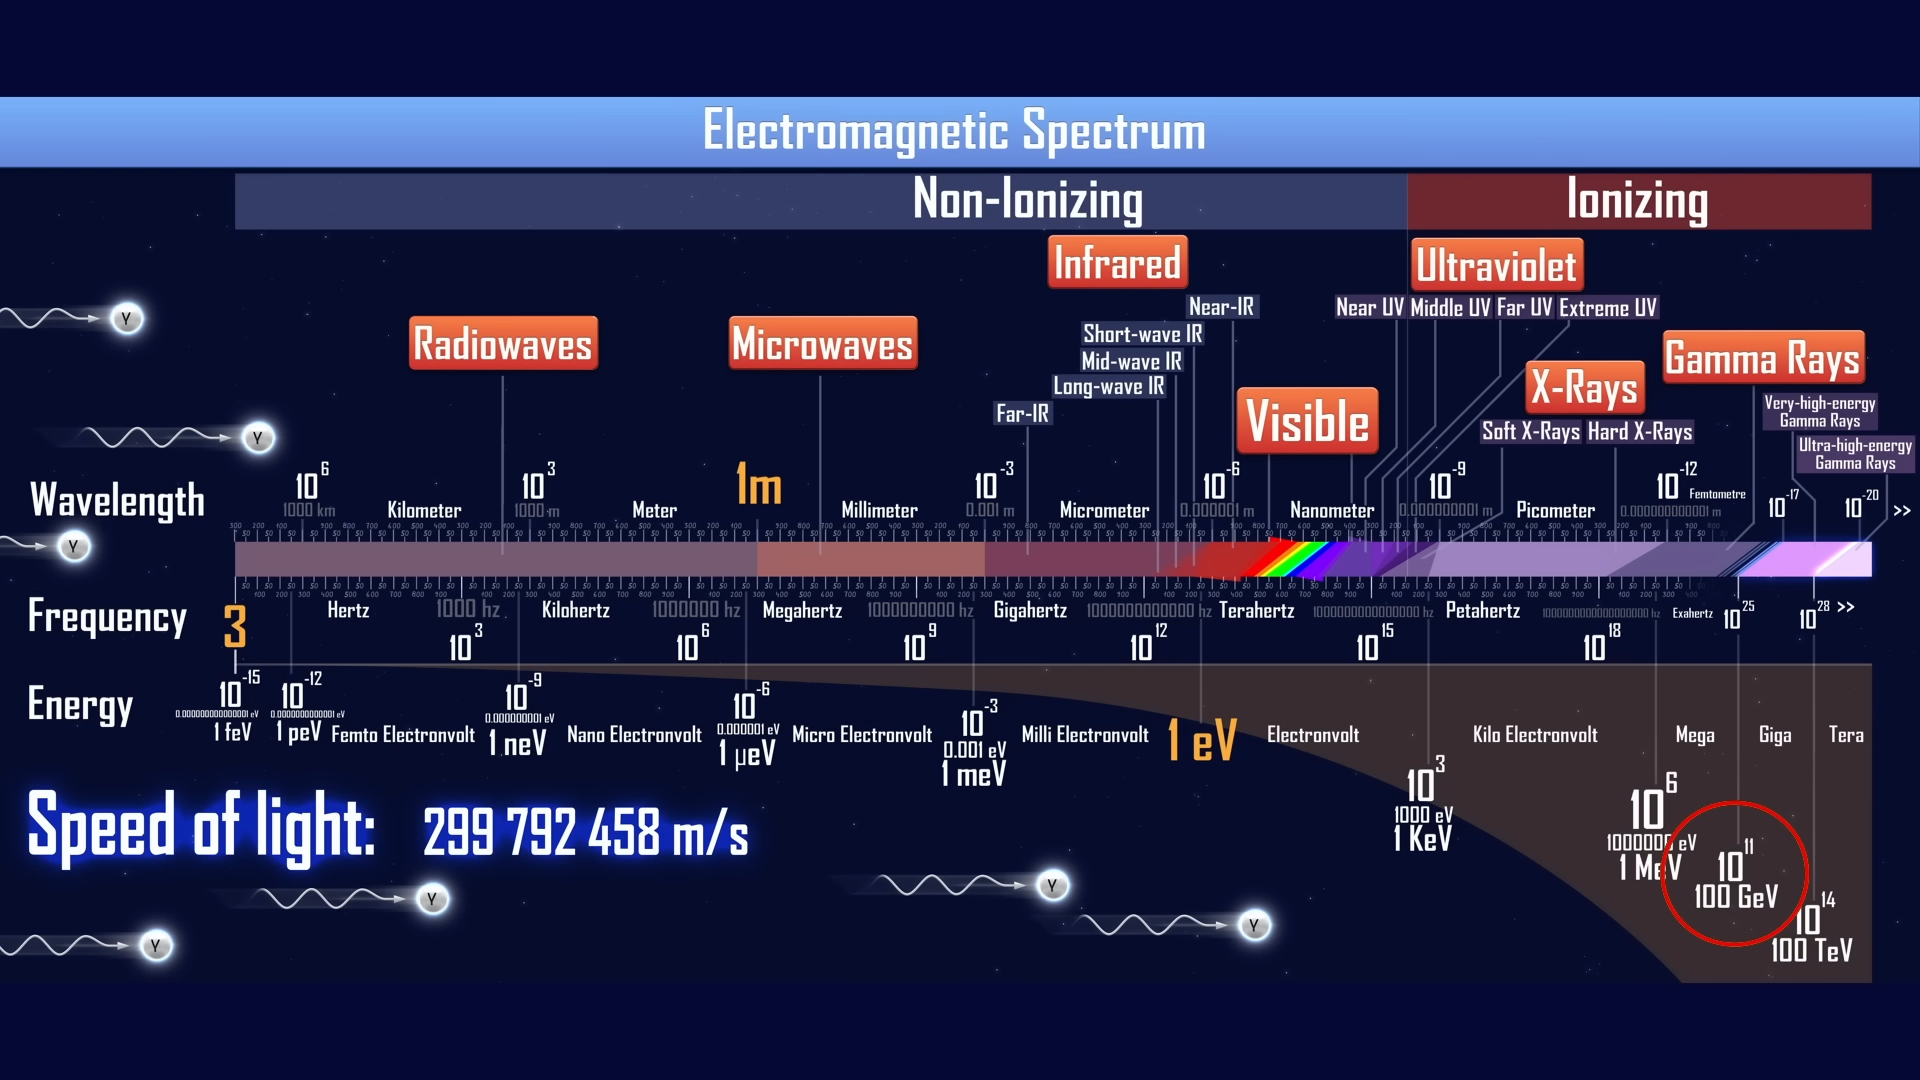 Electromagnetic Spectrum
Non-Ionizing
Ionizing
Infrared
Ultraviolet
Near-IR
Near UV
Middle UV
Far UV
Extreme UV
Radiowaves
Microwaves
Short-wave IR
Mid-wave IR
Long-wave IR
Far-IR
Visible
X-Rays
Gamma Rays
Soft X-Rays
Hard X-Rays
Very-high-energy
Gamma Rays
Ultra-high-energy
Gamma Rays
Wavelength
10^6
1000 km
Kilometer
10^3
1000 m
Meter
1m
Millimeter
10^-3
0.001 m
Micrometer
10^-6
0.000001 m
Nanometer
10^-9
0.000000001 m
Picometer
10^-12
0.000000000001 m
Femtometre
10^-17
10^-20
>>
Frequency
3
Hertz
1000 hz
10^3
Kilohertz
1000000 hz
10^6
Megahertz
1000000000 hz
10^9
Gigahertz
1000000000000 hz
10^12
Terahertz
1000000000000000 hz
10^15
Petahertz
1000000000000000000 hz
10^18
Exahertz
10^25
10^28
>>
Energy
10^-15
0.000000000000001 eV
1 feV
10^-12
0.000000000001 eV
1 peV
Femto Electronvolt
10^-9
0.000000001 eV
1 neV
Nano Electronvolt
10^-6
0.000001 eV
1 µeV
Micro Electronvolt
10^-3
0.001 eV
1 meV
Milli Electronvolt
1 eV
Electronvolt
10^3
1000 eV
1 KeV
Kilo Electronvolt
10^6
1000000 eV
1 MeV
Mega
10^11
100 GeV
Giga
10^14
100 TeV
Tera
Speed of light: 299 792 458 m/s
Y
Y
Y
Y
Y
Y
Y